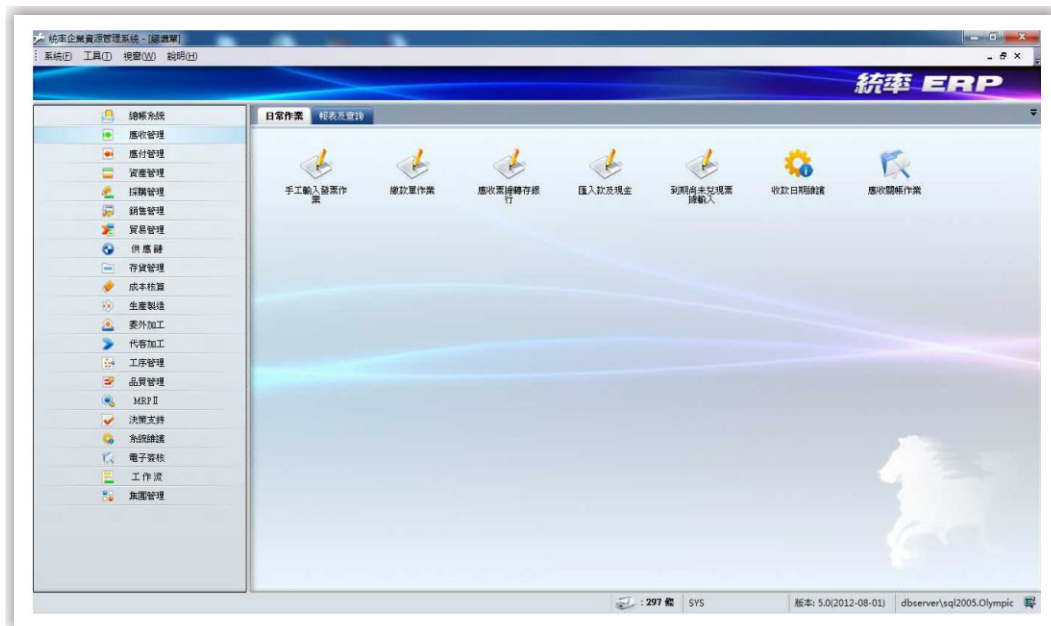 統率企業資源管理系統 - [總選單]
系統(F) 工具(T) 視窗(W) 說明(H)
統率 ERP
總帳系統
應收管理
應付管理
資產管理
採購管理
銷售管理
貿易管理
供應鏈
存貨管理
成本核算
生產製造
委外加工
代客加工
工序管理
品質管理
MRPⅡ
決策支持
系統維護
電子簽核
工作流
集團管理
日常作業 報表及查詢
手工輸入發票作
業
繳款單作業
應收票據轉存銀
行
匯入款及現金
到期尚未兌現票
據輸入
收款日期維護
應收關帳作業
: 297 條 SYS 版本: 5.0(2012-08-01) dbserver\sql2005.Olympic